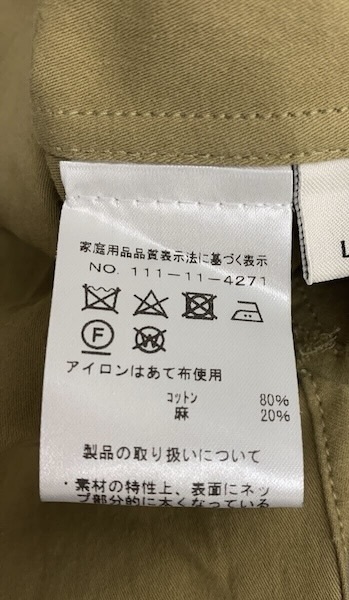 家庭用品品質表示法に基づく表示
NO. 111-11-4271
F W
アイロンはあて布使用
コットン 80%
麻 20%
製品の取り扱いについて
・素材の特性上、表面にネッ
プ部分的に太くなっている
L